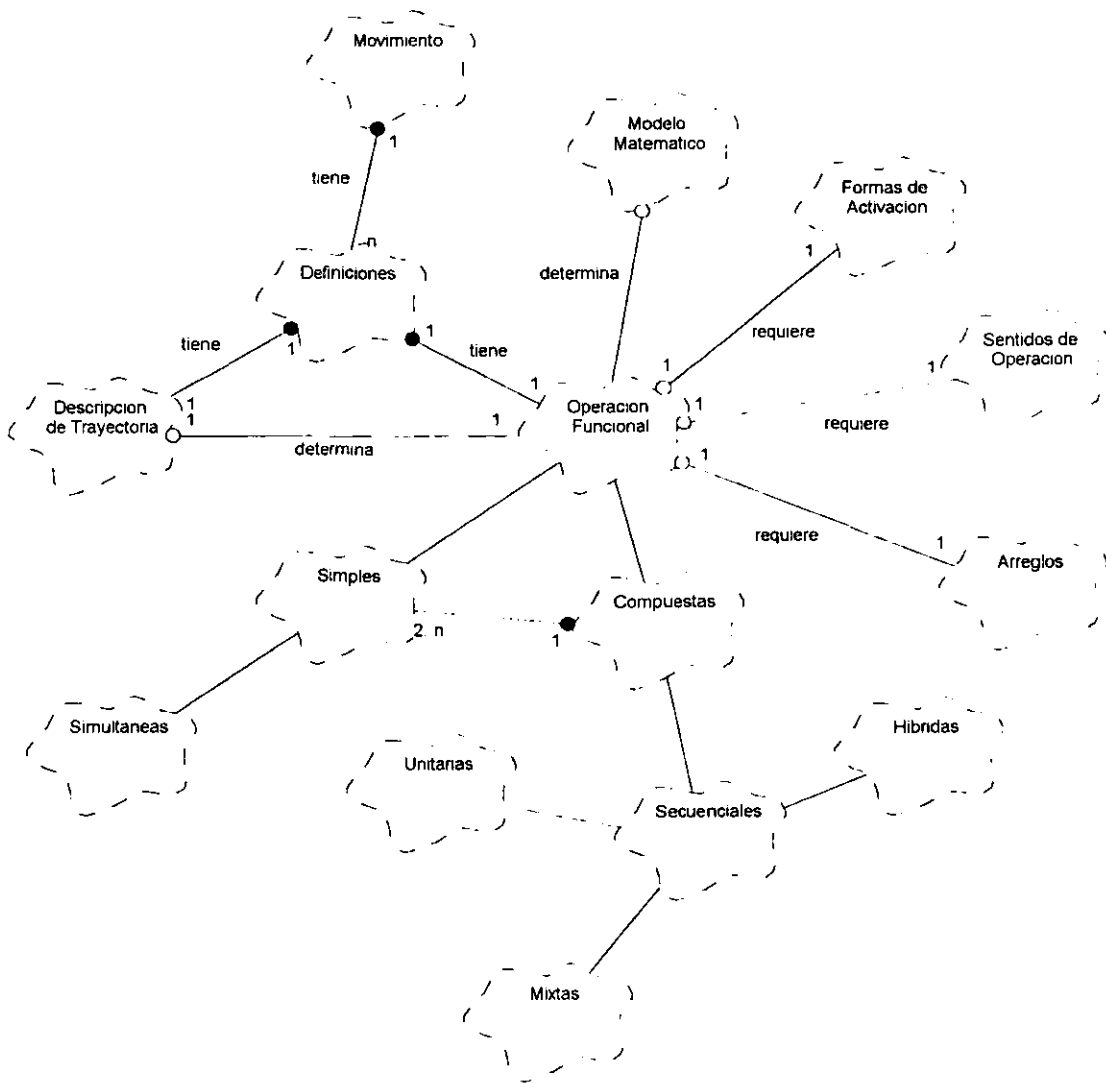 Movimiento
1
tiene
n
Definiciones
1
1
tiene
tiene
Modelo
Matematico
determina
Formas de
Activacion
1
requiere
1
Sentidos de
Operacion
1
requiere
1
Descripcion
de Trayectoria
1
1
determina
1
1
Operacion
Funcional
1
requiere
1
Arreglos
Simples
2 n
1
Compuestas
Simultaneas
Unitarias
Secuenciales
Hibridas
Mixtas